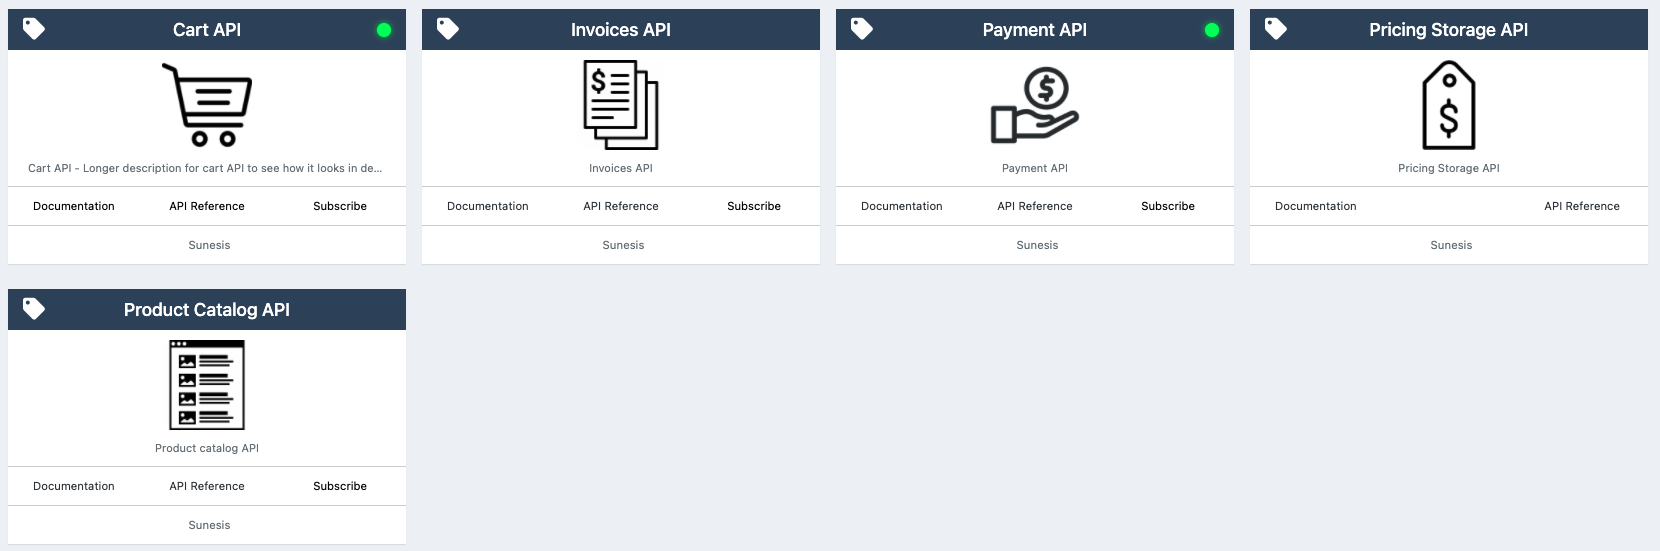 Cart API
Invoices API
Payment API
Pricing Storage API
$
$
$
Cart API - Longer description for cart API to see how it looks in de...
Invoices API
Payment API
Pricing Storage API
Documentation API Reference Subscribe
Documentation API Reference Subscribe
Documentation API Reference Subscribe
Documentation API Reference
Sunesis
Sunesis
Sunesis
Sunesis
Product Catalog API
Product catalog API
Documentation API Reference Subscribe
Sunesis